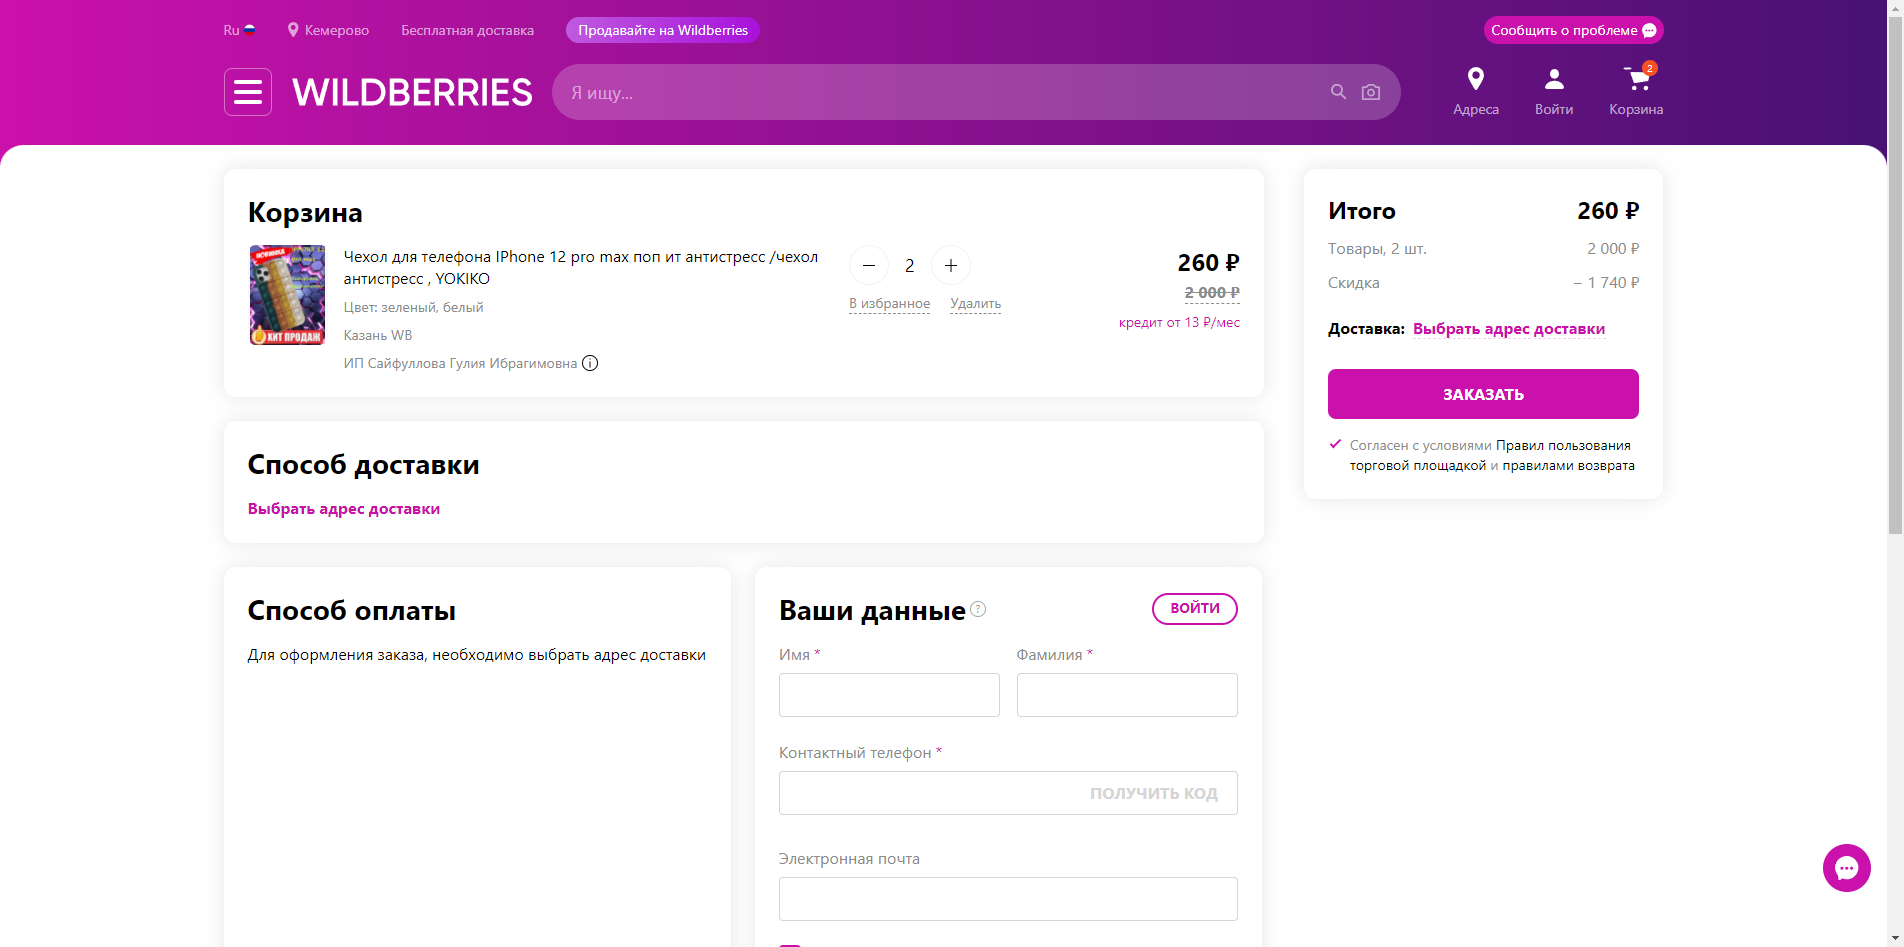 Ru
Кемерово
Бесплатная доставка
Продавайте на Wildberries
Сообщить о проблеме
WILDBERRIES
Я ищу...
Адреса
Войти
2
Корзина
Корзина
НОВИНКА
ХИТ ПРОДАЖ
Чехол для телефона IPhone 12 pro max поп ит антистресс /чехол
антистресс , YOKIKO
Цвет: зеленый, белый
Казань WB
ИП Сайфуллова Гулия Ибрагимовна
2
В избранное Удалить
260 ₽
2 000 ₽
кредит от 13 ₽/мес
Итого 260 ₽
Товары, 2 шт. 2 000 ₽
Скидка − 1 740 ₽
Доставка: Выбрать адрес доставки
ЗАКАЗАТЬ
Согласен с условиями Правил пользования
торговой площадкой и правилами возврата
Способ доставки
Выбрать адрес доставки
Способ оплаты
Для оформления заказа, необходимо выбрать адрес доставки
Ваши данные ?
ВОЙТИ
Имя * Фамилия *
Контактный телефон *
ПОЛУЧИТЬ КОД
Электронная почта